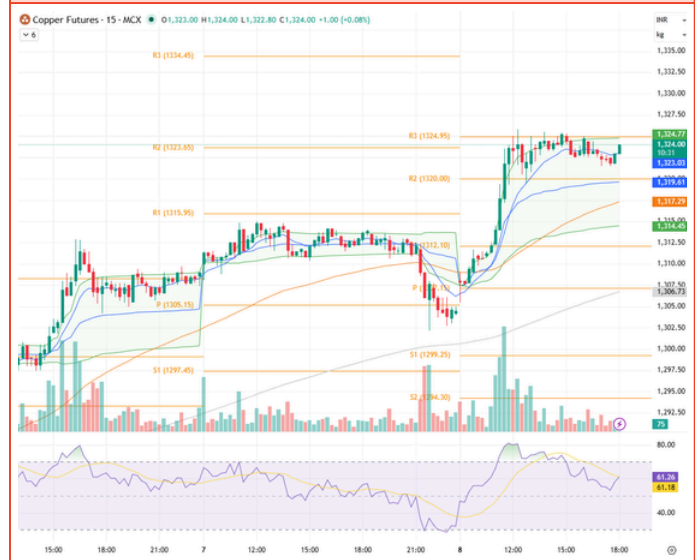 Copper Futures · 15 · MCX O1,323.00 H1,324.00 L1,322.80 C1,324.00 +1.00 (+0.08%)
INR
kg
6
R3 (1334.45)
R2 (1323.65)
R1 (1315.95)
P (1305.15)
S1 (1297.45)
R3 (1324.95)
R2 (1320.00)
1312.10)
P
S1 (1299.25)
S2 (1294.30)
1,335.00
1,332.50
1,330.00
1,327.50
1,324.77
1,324.00
10:31
1,323.03
1,319.61
1,317.29
1,314.45
1,312.50
1,310.00
1,306.73
1,305.00
1,302.50
1,300.00
1,297.50
1,295.00
1,292.50
75
80.00
61.26
61.18
40.00
15:00 18:00 21:00 7 12:00 15:00 18:00 21:00 8 12:00 15:00 18:00